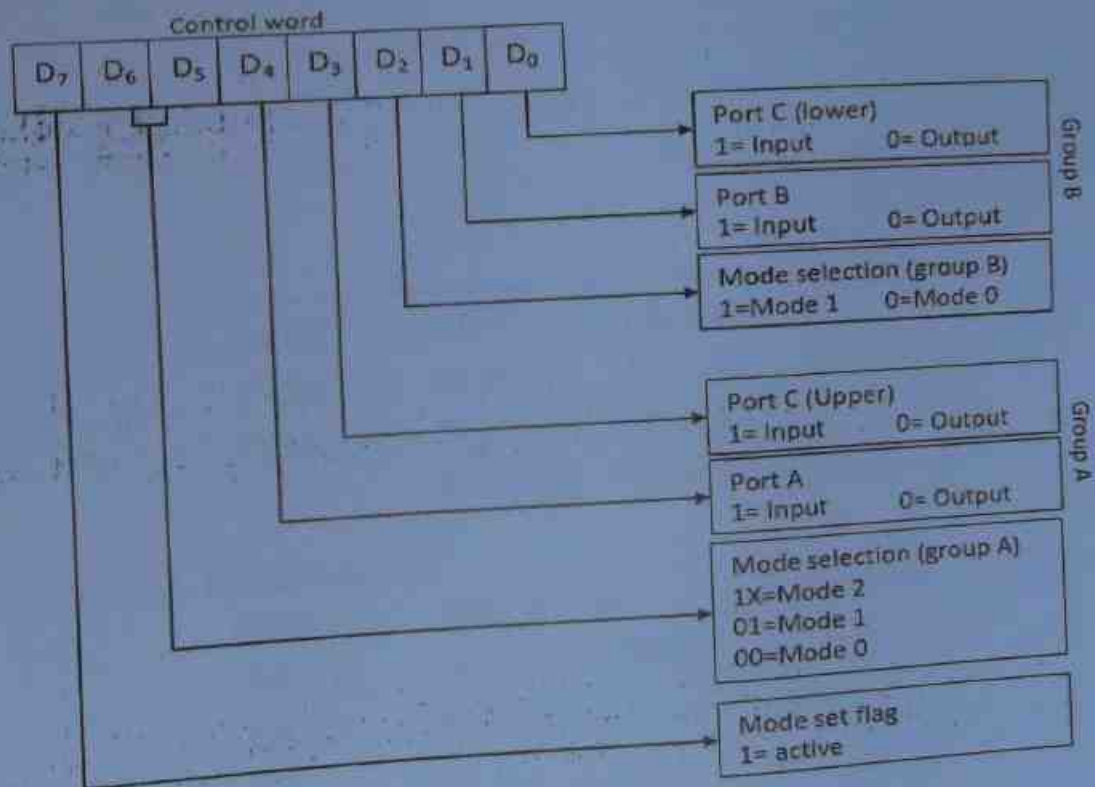 Control word
D7 D6 D5 D4 D3 D2 D1 D0
Port C (lower)
1= Input 0= Output
Port B
1= Input 0= Output
Mode selection (group B)
1=Mode 1 0=Mode 0
Group B
Port C (Upper)
1= Input 0= Output
Port A
1= Input 0= Output
Mode selection (group A)
1X=Mode 2
01=Mode 1
00=Mode 0
Group A
Mode set flag
1= active